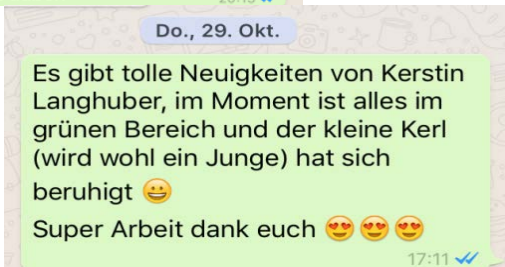 Do., 29. Okt.
Es gibt tolle Neuigkeiten von Kerstin
Langhuber, im Moment ist alles im
grünen Bereich und der kleine Kerl
(wird wohl ein Junge) hat sich
beruhigt 😀
Super Arbeit dank euch 😍 😍 😍
17:11